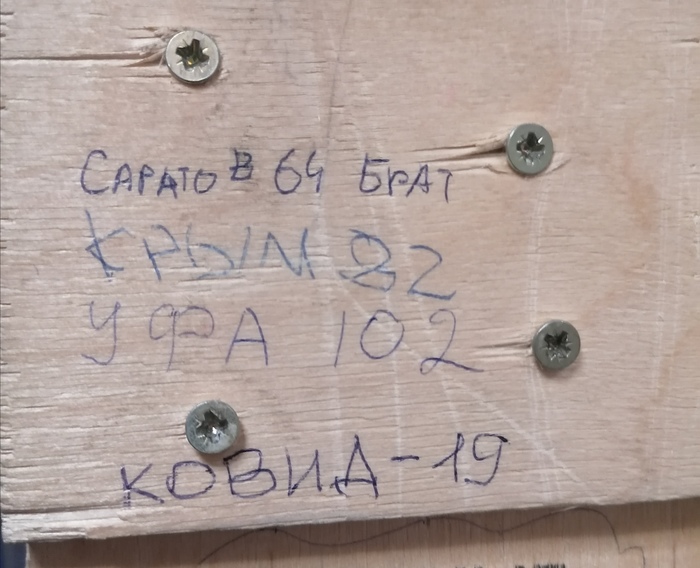 САРАТОВ 64 БРАТ
КРЫМ 82
УФА 102
КОВИД-19